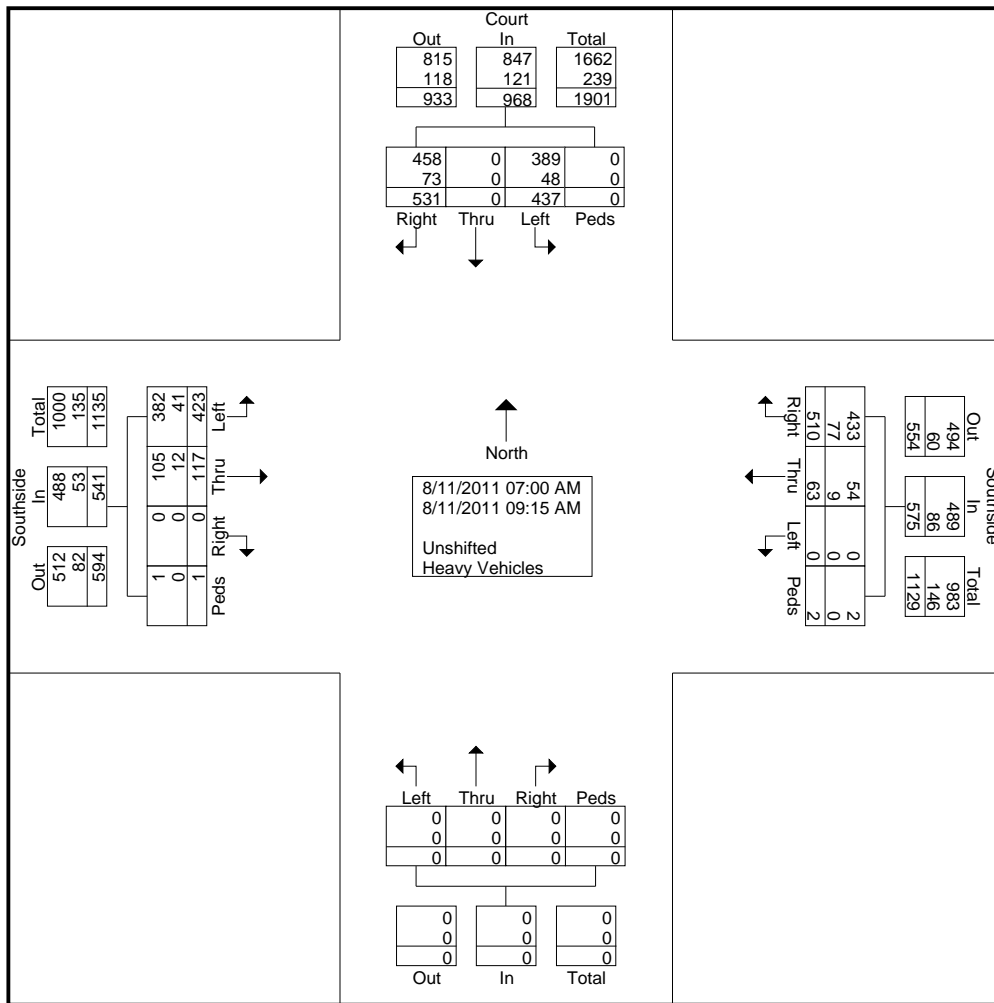 Court
Out In Total
815 847 1662
118 121 239
933 968 1901
458 0 389 0
73 0 48 0
531 0 437 0
Right Thru Left Peds
Southside
Total In Out
1000 488 512
135 53 82
1135 541 594
382 105 0 1
41 12 0 0
423 117 0 1
Left Thru Right Peds
North
8/11/2011 07:00 AM
8/11/2011 09:15 AM
Unshifted
Heavy Vehicles
Southside
Out In Total
494 489 983
60 86 146
554 575 1129
433 54 0 2
77 9 0 0
510 63 0 2
Right Thru Left Peds
Left Thru Right Peds
0 0 0 0
0 0 0 0
0 0 0 0
0 0 0
0 0 0
0 0 0
Out In Total